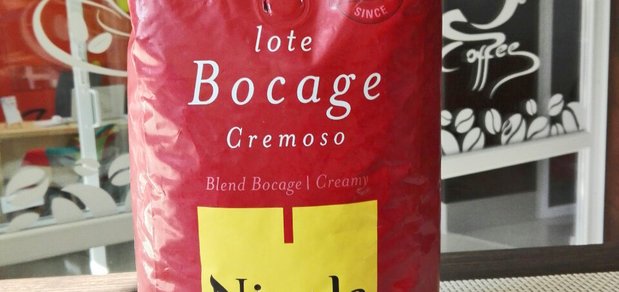 SINCE
lote
Bocage
Cremoso
Blend Bocage \ Creamy
Coffee